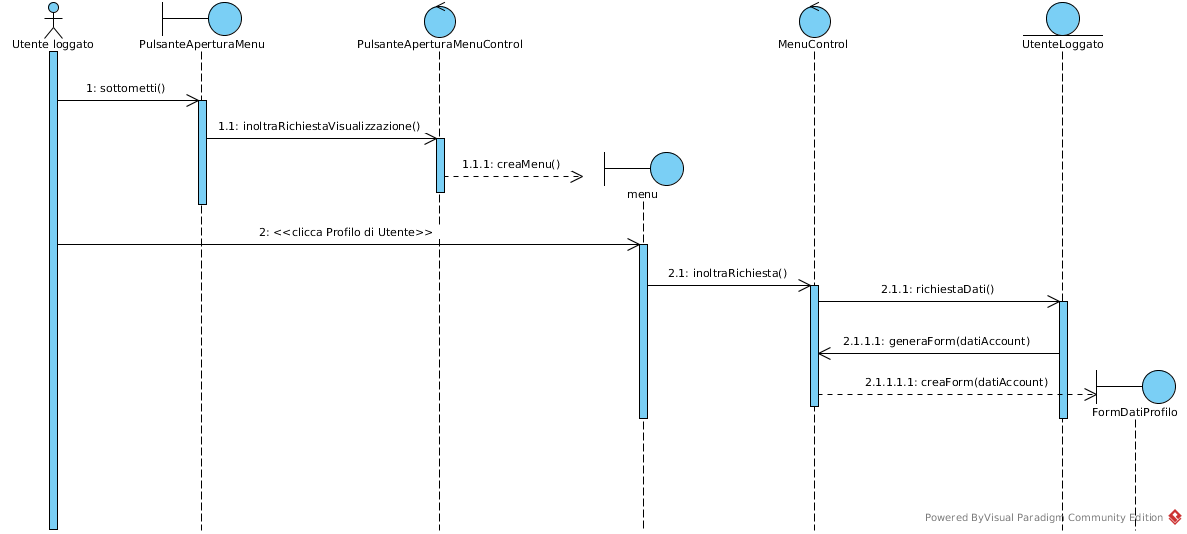 Utente loggato
PulsanteAperturaMenu
PulsanteAperturaMenuControl
MenuControl
UtenteLoggato
1: sottometti()
1.1: inoltraRichiestaVisualizzazione()
1.1.1: creaMenu()
menu
2: <<clicca Profilo di Utente>>
2.1: inoltraRichiesta()
2.1.1: richiestaDati()
2.1.1.1: generaForm(datiAccount)
2.1.1.1.1: creaForm(datiAccount)
FormDatiProfilo
Powered ByVisual Paradigm Community Edition